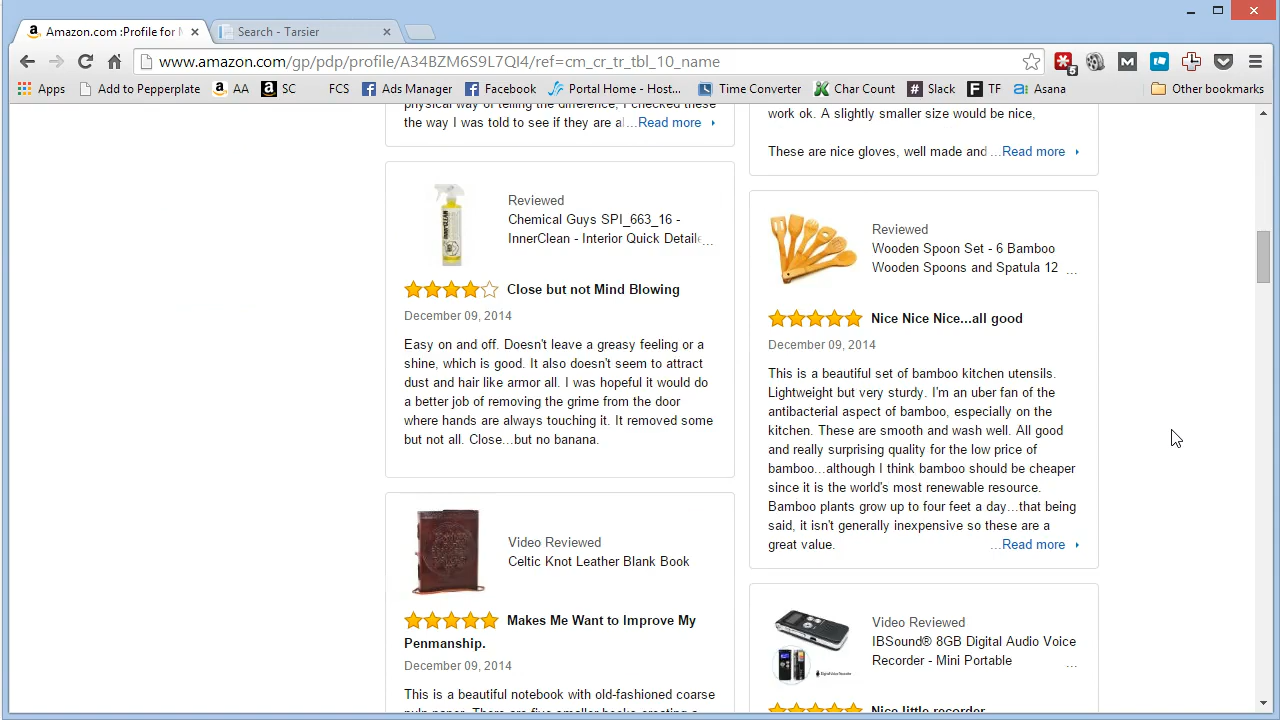 Amazon.com :Profile for M
Search - Tarsier
www.amazon.com/gp/pdp/profile/A34BZM6S9L7QI4/ref=cm_cr_tr_tbl_10_name
5
M
Apps
Add to Pepperplate
AA
SC
FCS
Ads Manager
Facebook
Portal Home - Host...
Time Converter
Char Count
Slack
TF
Asana
Other bookmarks
physical way of telling the difference, I checked these
the way I was told to see if they are al...Read more
Reviewed
Chemical Guys SPI_663_16 -
InnerClean - Interior Quick Detaile...
Close but not Mind Blowing
December 09, 2014
Easy on and off. Doesn't leave a greasy feeling or a
shine, which is good. It also doesn't seem to attract
dust and hair like armor all. I was hopeful it would do
a better job of removing the grime from the door
where hands are always touching it. It removed some
but not all. Close...but no banana.
Video Reviewed
Celtic Knot Leather Blank Book
Makes Me Want to Improve My
Penmanship.
December 09, 2014
This is a beautiful notebook with old-fashioned coarse
work ok. A slightly smaller size would be nice,
These are nice gloves, well made and ...Read more
Reviewed
Wooden Spoon Set - 6 Bamboo
Wooden Spoons and Spatula 12 ...
Nice Nice Nice...all good
December 09, 2014
This is a beautiful set of bamboo kitchen utensils.
Lightweight but very sturdy. I'm an uber fan of the
antibacterial aspect of bamboo, especially on the
kitchen. These are smooth and wash well. All good
and really surprising quality for the low price of
bamboo...although I think bamboo should be cheaper
since it is the world's most renewable resource.
Bamboo plants grow up to four feet a day...that being
said, it isn't generally inexpensive so these are a
great value. ...Read more
Video Reviewed
IBSound® 8GB Digital Audio Voice
Recorder - Mini Portable ...
Nice little recorder